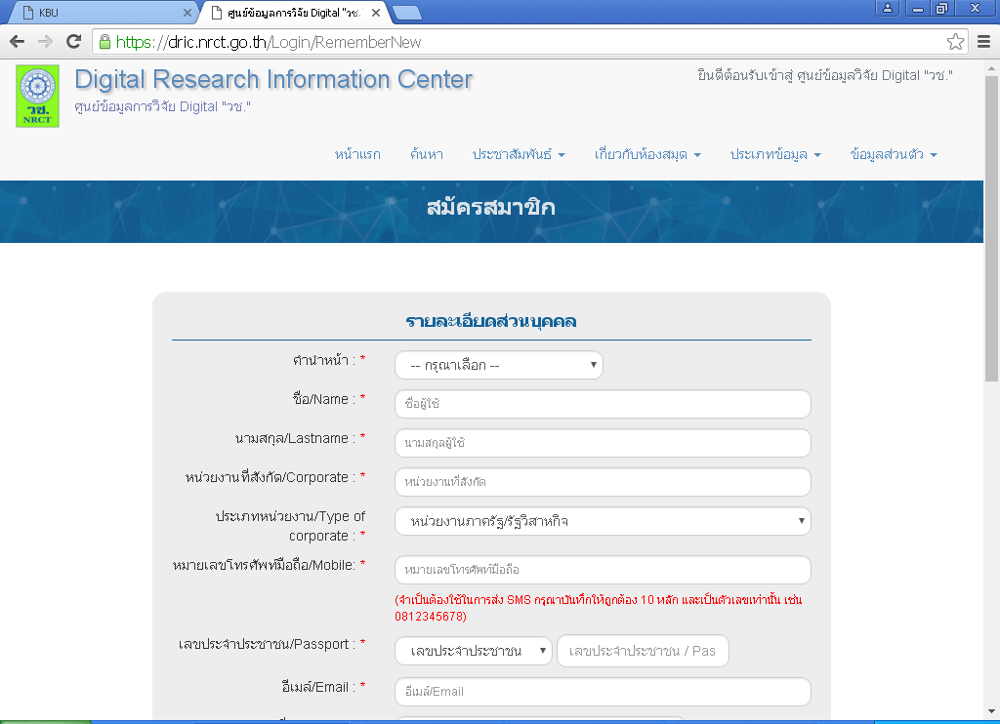 KBU
ศูนย์ข้อมูลการวิจัย Digital "วช.
https://dric.nrct.go.th/Login/RememberNew
วช.
NRCT
Digital Research Information Center
ศูนย์ข้อมูลการวิจัย Digital "วช."
ยินดีต้อนรับเข้าสู่ ศูนย์ข้อมูลวิจัย Digital "วช."
หน้าแรก ค้นหา ประชาสัมพันธ์ เกี่ยวกับห้องสมุด ประเภทข้อมูล ข้อมูลส่วนตัว
สมัครสมาชิก
รายละเอียดส่วนบุคคล
คำนำหน้า : * -- กรุณาเลือก --
ชื่อ/Name : * ชื่อผู้ใช้
นามสกุล/Lastname : * นามสกุลผู้ใช้
หน่วยงานที่สังกัด/Corporate : * หน่วยงานที่สังกัด
ประเภทหน่วยงาน/Type of
corporate : * หน่วยงานภาครัฐ/รัฐวิสาหกิจ
หมายเลขโทรศัพท์มือถือ/Mobile: * หมายเลขโทรศัพท์มือถือ
(จำเป็นต้องใช้ในการส่ง SMS กรุณาบันทึกให้ถูกต้อง 10 หลัก และเป็นตัวเลขเท่านั้น เช่น
0812345678)
เลขประจำประชาชน/Passport : * เลขประจำประชาชน เลขประจำประชาชน / Pas
อีเมล์/Email : * อีเมล์/Email